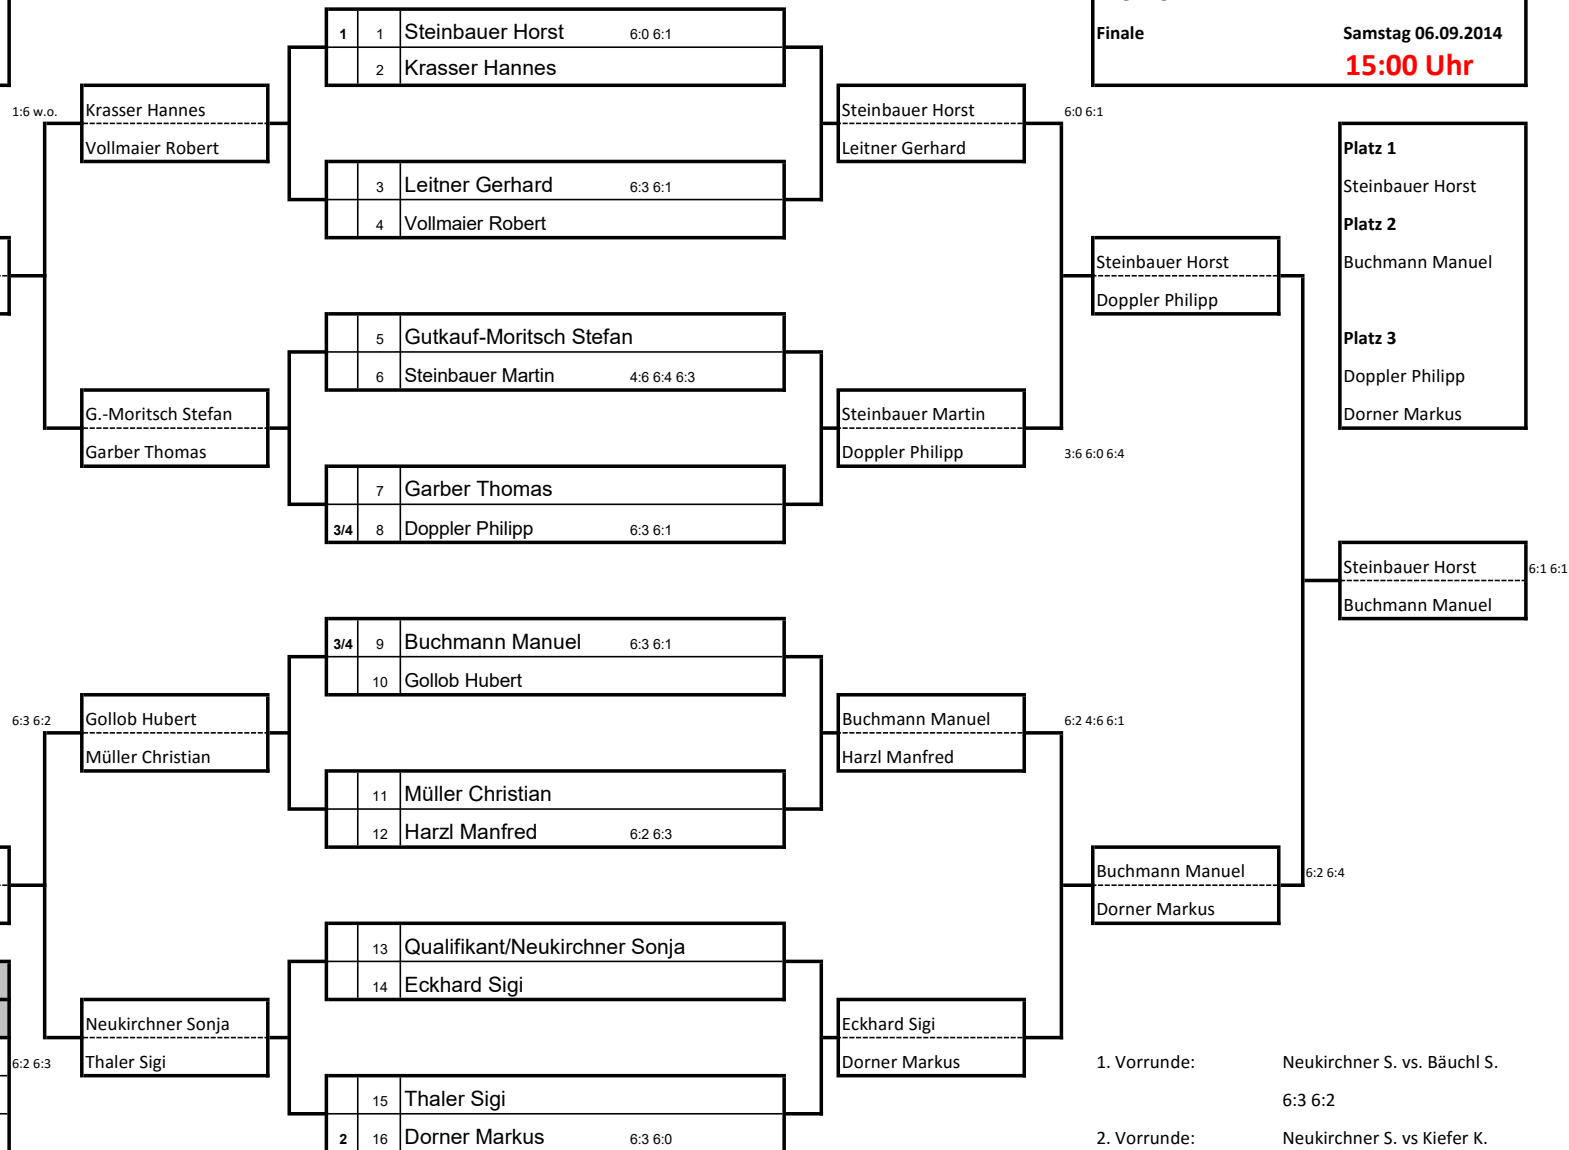 1 1 Steinbauer Horst 6:0 6:1
2 Krasser Hannes
Finale Samstag 06.09.2014
15:00 Uhr
1:6 w.o. Krasser Hannes
Vollmaier Robert
Steinbauer Horst 6:0 6:1
Leitner Gerhard
3 Leitner Gerhard 6:3 6:1
4 Vollmaier Robert
Platz 1
Steinbauer Horst
Platz 2
Buchmann Manuel
Platz 3
Doppler Philipp
Dorner Markus
Steinbauer Horst
Doppler Philipp
5 Gutkauf-Moritsch Stefan
6 Steinbauer Martin 4:6 6:4 6:3
G.-Moritsch Stefan
Garber Thomas
Steinbauer Martin
Doppler Philipp 3:6 6:0 6:4
7 Garber Thomas
3/4 8 Doppler Philipp 6:3 6:1
Steinbauer Horst 6:1 6:1
Buchmann Manuel
3/4 9 Buchmann Manuel 6:3 6:1
10 Gollob Hubert
6:3 6:2 Gollob Hubert
Müller Christian
Buchmann Manuel 6:2 4:6 6:1
Harzl Manfred
11 Müller Christian
12 Harzl Manfred 6:2 6:3
Buchmann Manuel 6:2 6:4
Dorner Markus
13 Qualifikant/Neukirchner Sonja
14 Eckhard Sigi
Neukirchner Sonja
6:2 6:3 Thaler Sigi
Eckhard Sigi
Dorner Markus
15 Thaler Sigi
2 16 Dorner Markus 6:3 6:0
1. Vorrunde: Neukirchner S. vs. Bäuchl S.
6:3 6:2
2. Vorrunde: Neukirchner S. vs Kiefer K.